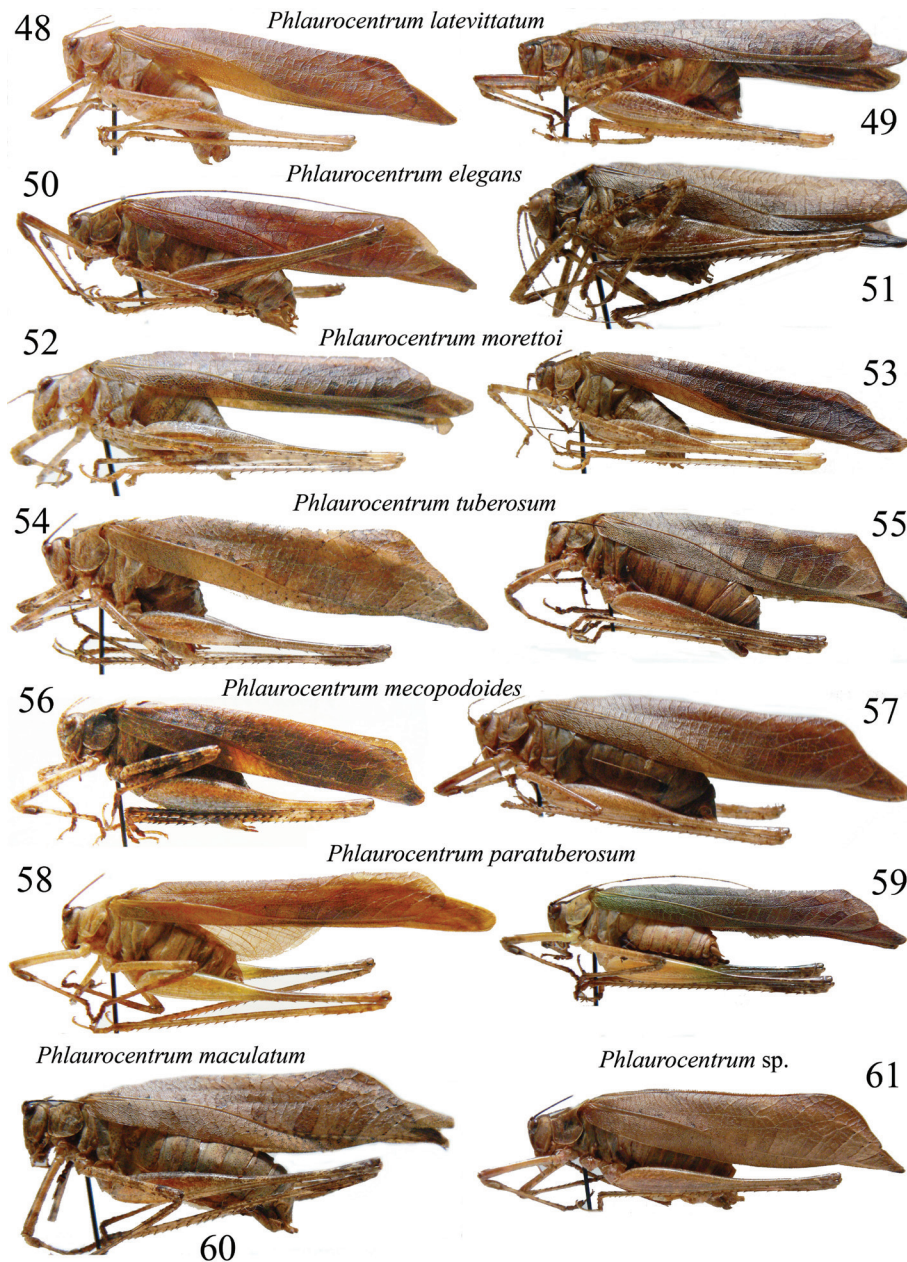 48
Phlaurocentrum latevittatum
49
50
Phlaurocentrum elegans
51
52
Phlaurocentrum morettoi
53
54
Phlaurocentrum tuberosum
55
56
Phlaurocentrum mecopodoides
57
58
Phlaurocentrum paratuberosum
59
Phlaurocentrum maculatum
60
Phlaurocentrum sp.
61